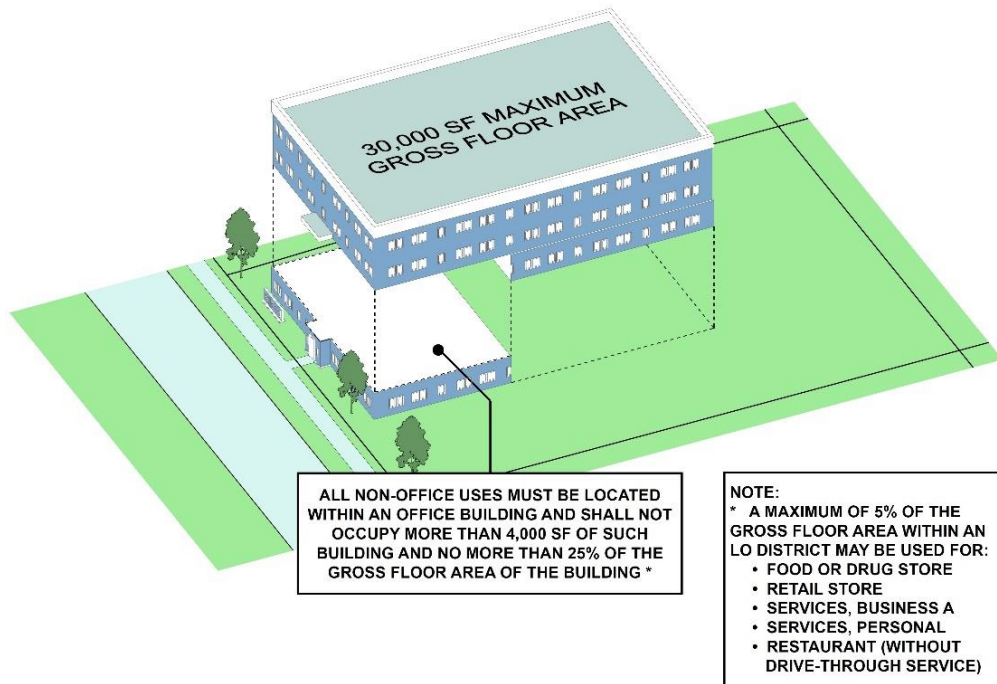 30,000 SF MAXIMUM
GROSS FLOOR AREA
ALL NON-OFFICE USES MUST BE LOCATED
WITHIN AN OFFICE BUILDING AND SHALL NOT
OCCUPY MORE THAN 4,000 SF OF SUCH
BUILDING AND NO MORE THAN 25% OF THE
GROSS FLOOR AREA OF THE BUILDING *
NOTE:
* A MAXIMUM OF 5% OF THE
GROSS FLOOR AREA WITHIN AN
LO DISTRICT MAY BE USED FOR:
• FOOD OR DRUG STORE
• RETAIL STORE
• SERVICES, BUSINESS A
• SERVICES, PERSONAL
• RESTAURANT (WITHOUT
DRIVE-THROUGH SERVICE)